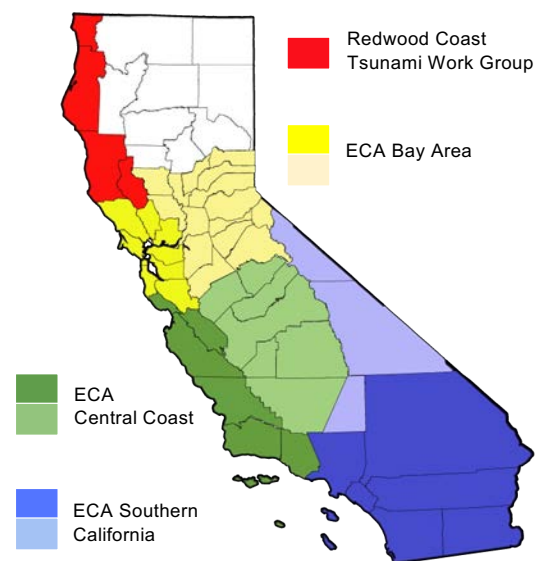 Redwood Coast
Tsunami Work Group
ECA Bay Area
ECA
Central Coast
ECA Southern
California